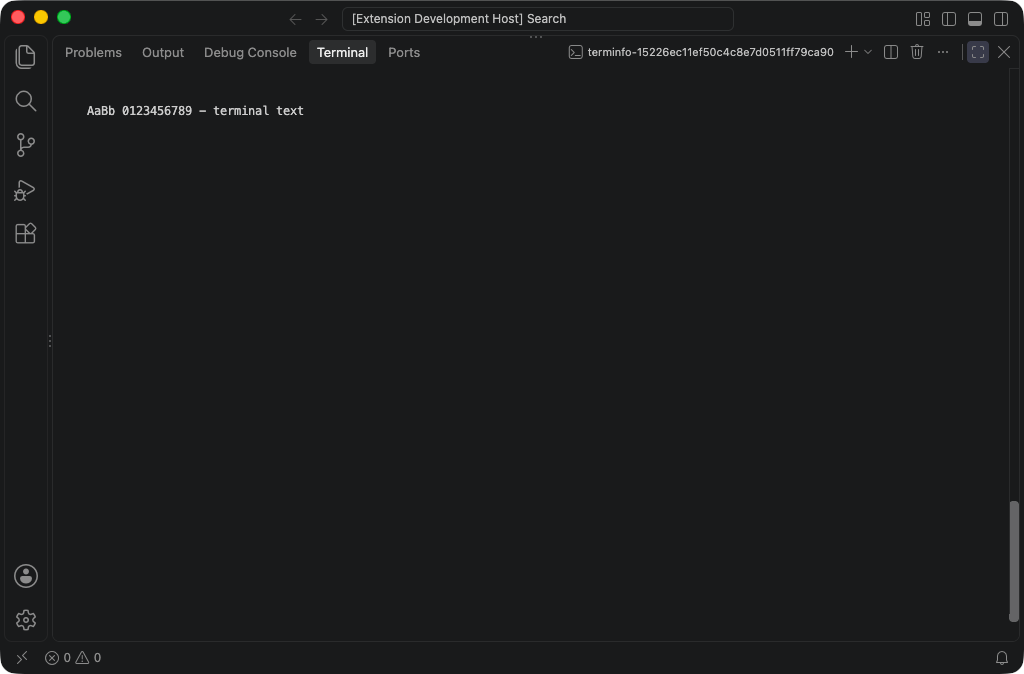 [Extension Development Host] Search
Problems Output Debug Console Terminal Ports
terminfo-15226ec11ef50c4c8e7d0511ff79ca90
AaBb 0123456789 – terminal text
0 0